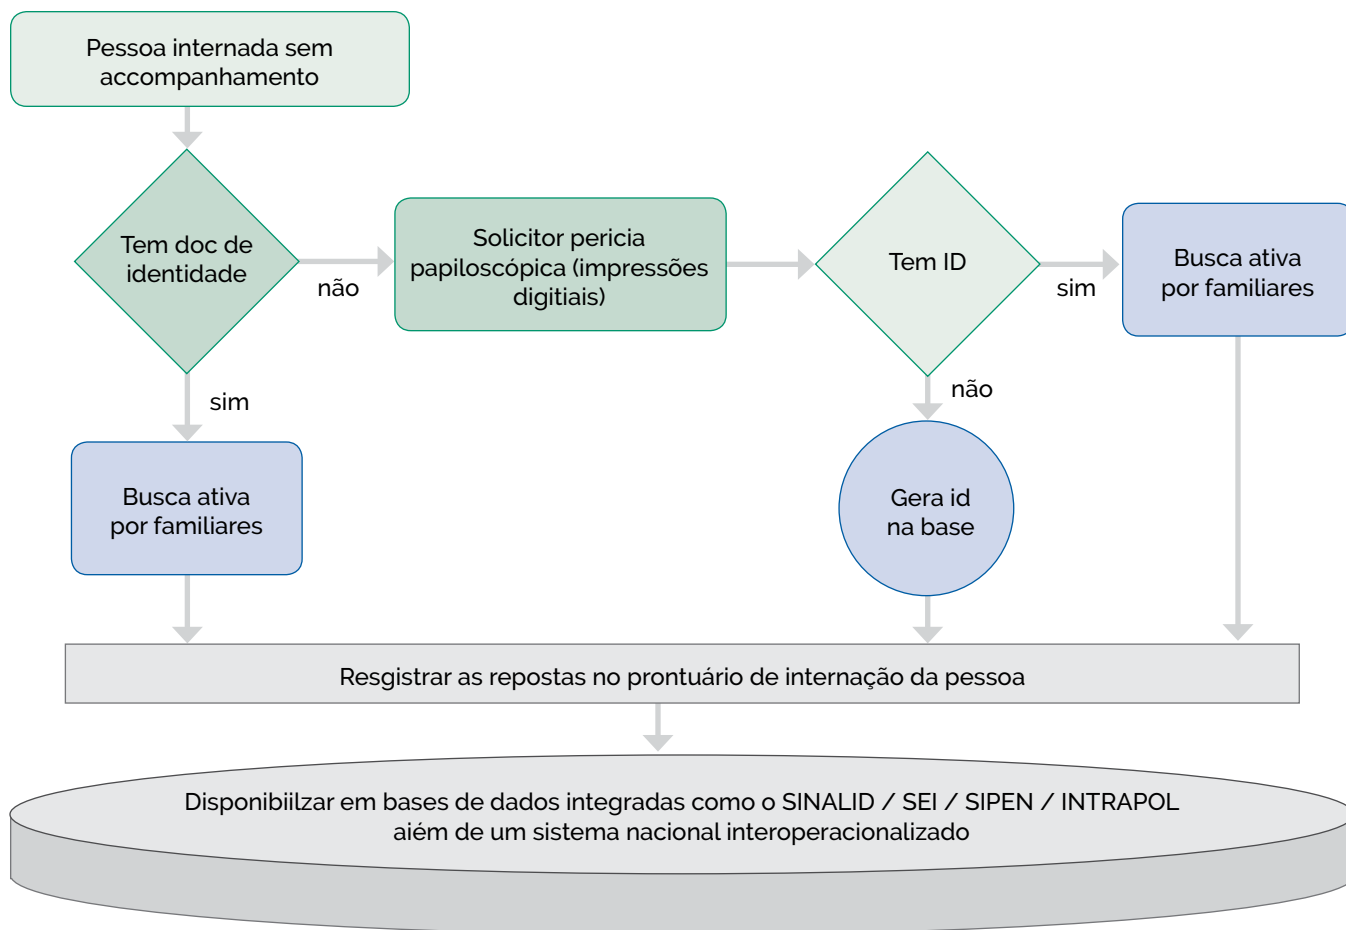 Pessoa internada sem
accompanhamento
Tem doc de
identidade
não
Solicitor pericia
papiloscópica (impressões
digitiais)
Tem ID
sim
Busca ativa
por familiares
sim
não
Busca ativa
por familiares
Gera id
na base
Resgistrar as repostas no prontuário de internação da pessoa
Disponibiilzar em bases de dados integradas como o SINALID / SEI / SIPEN / INTRAPOL
aiém de um sistema nacional interoperacionalizado